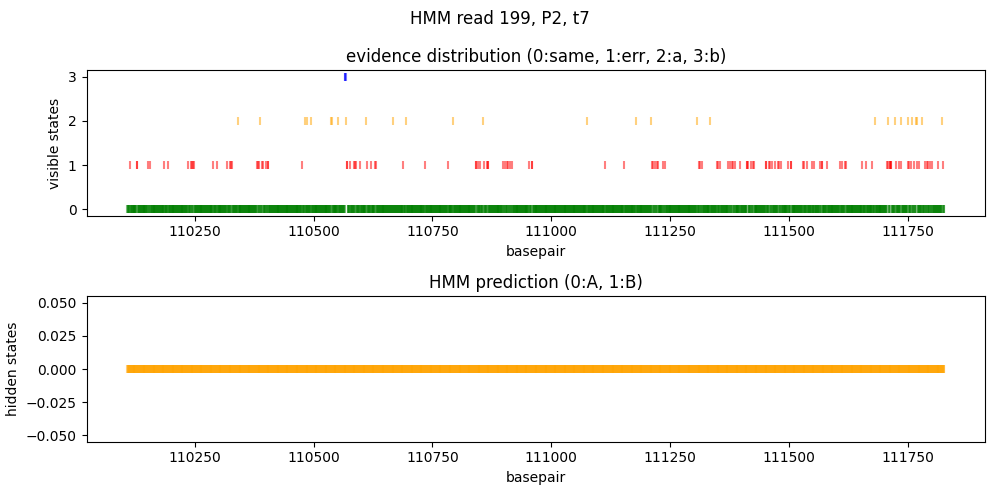 HMM read 199, P2, t7
evidence distribution (0:same, 1:err, 2:a, 3:b)
visible states
3
2
1
0
110250 110500 110750 111000 111250 111500 111750
basepair
HMM prediction (0:A, 1:B)
hidden states
0.050
0.025
0.000
−0.025
−0.050
110250 110500 110750 111000 111250 111500 111750
basepair